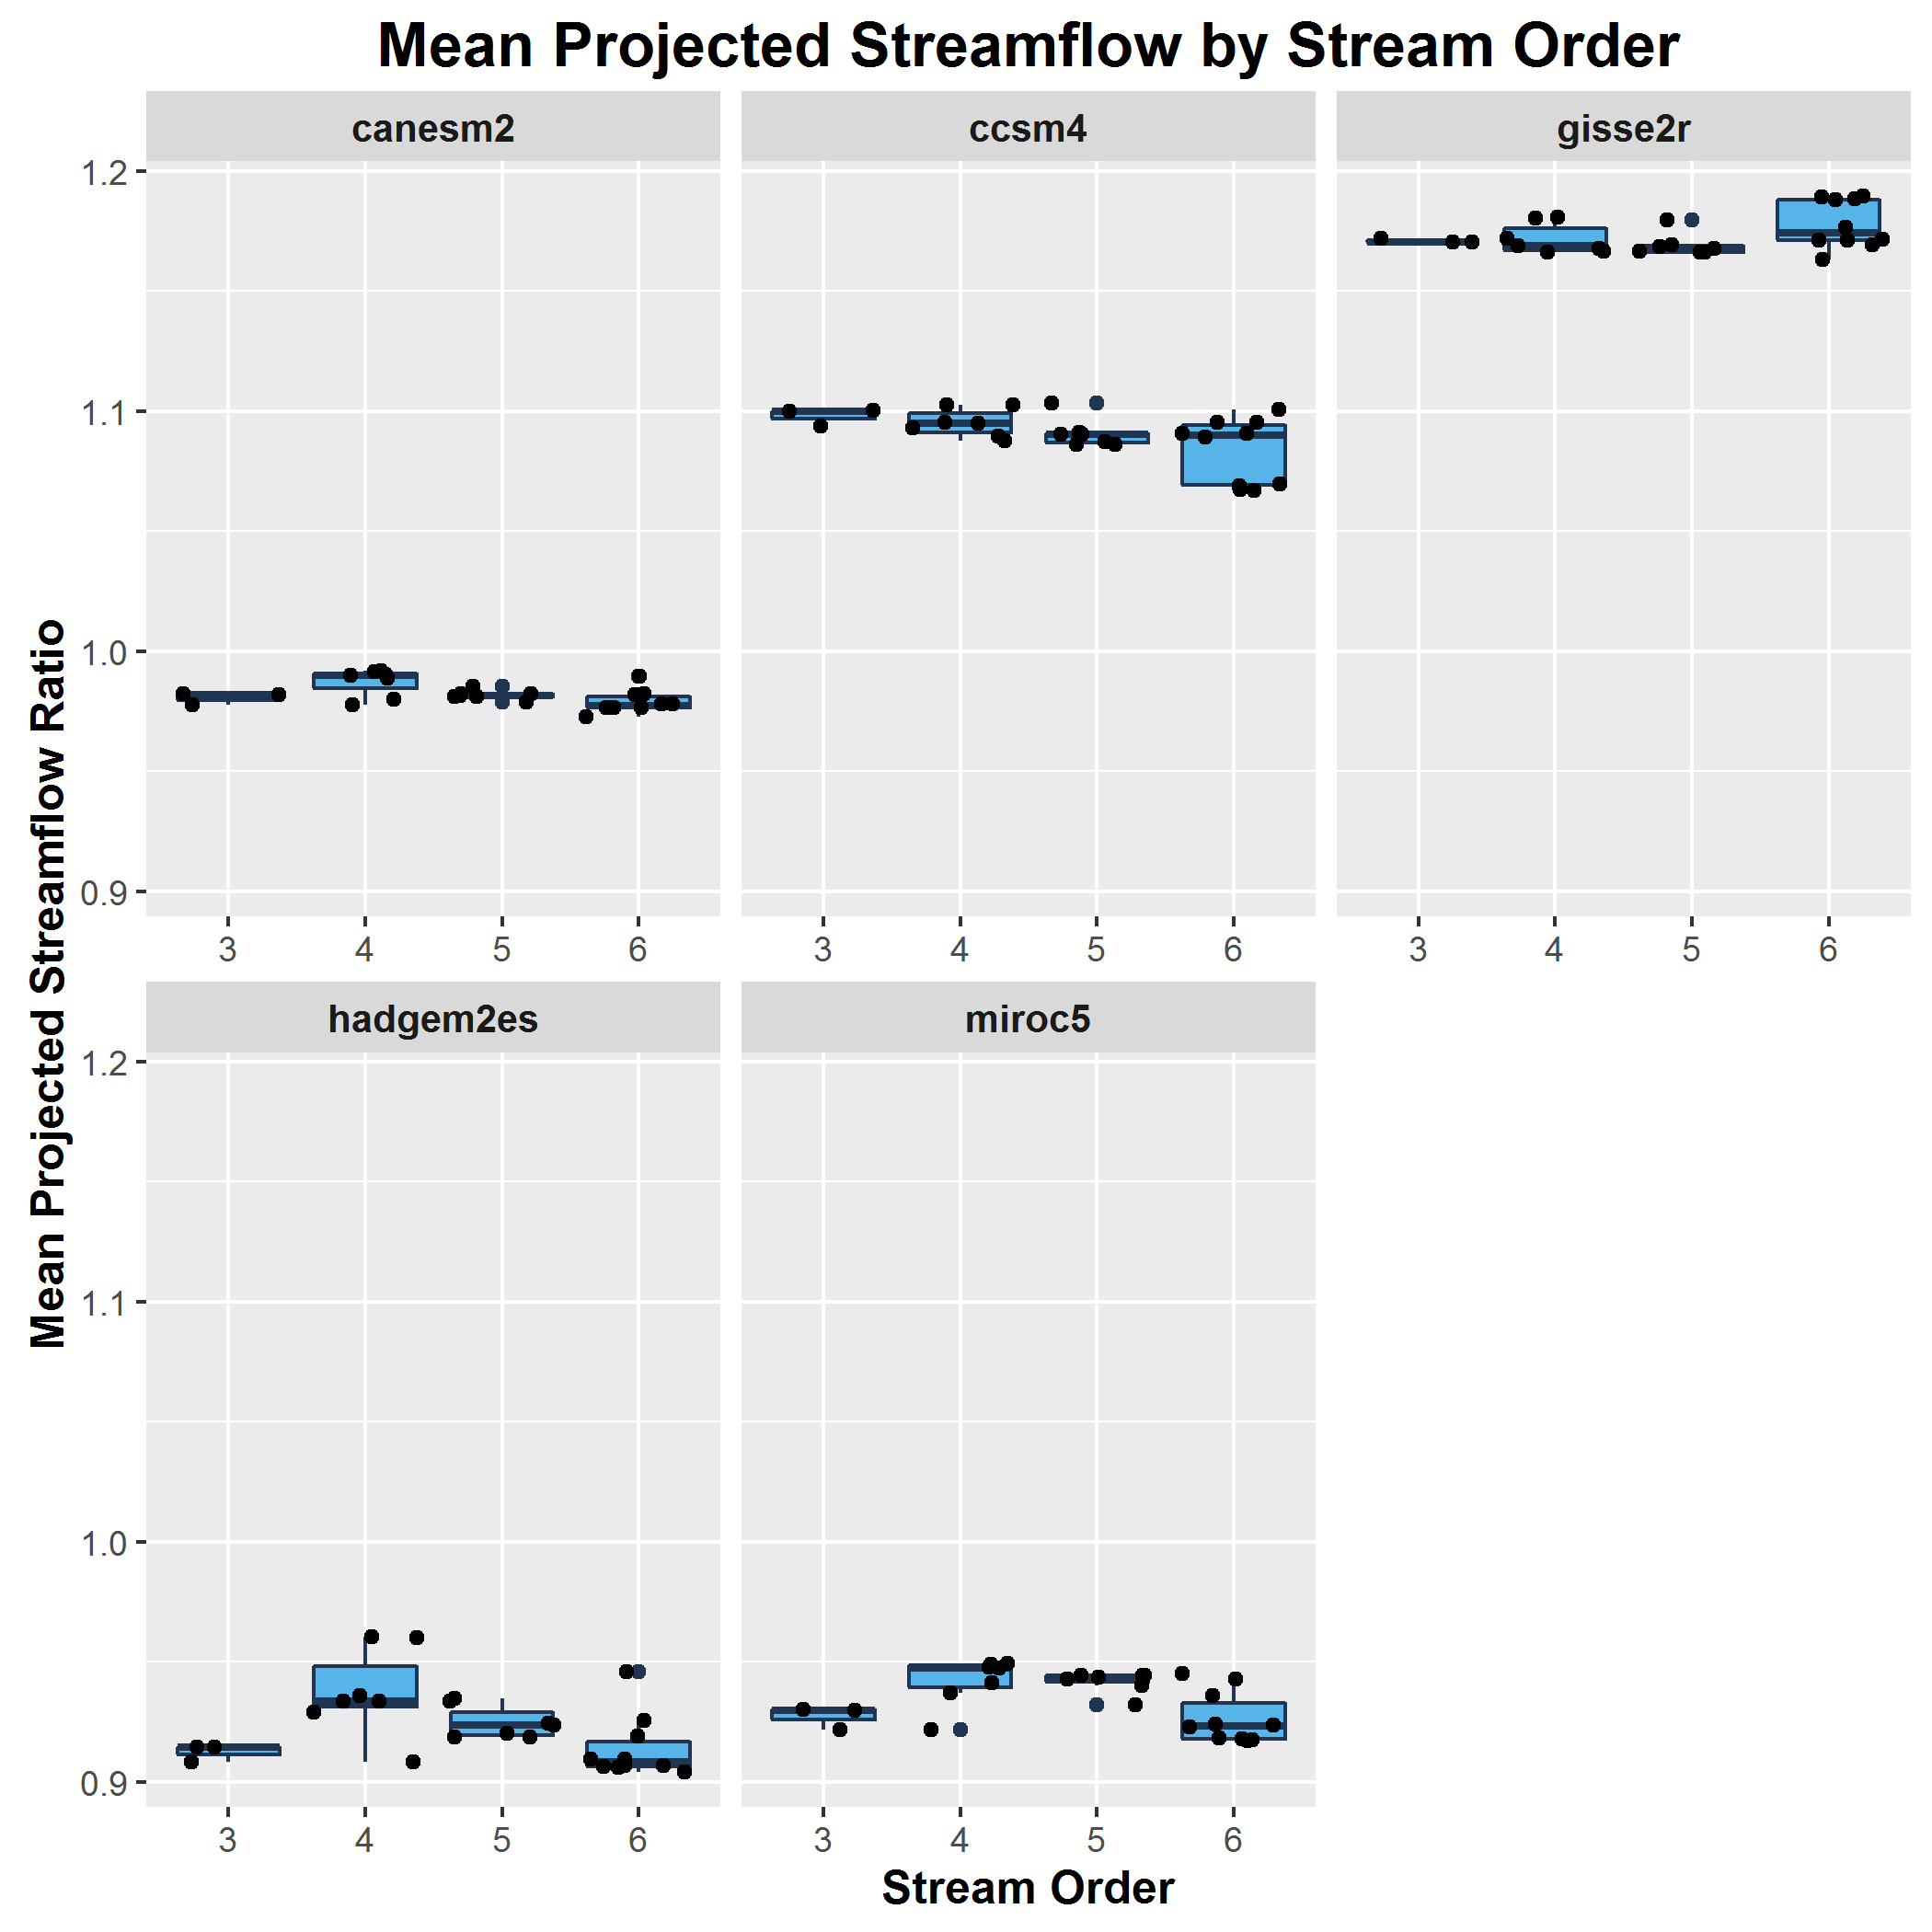 Mean Projected Streamflow by Stream Order
canesm2 ccsm4 gisse2r
1.2
1.1
1.0
0.9
3 4 5 6 3 4 5 6 3 4 5 6
Mean Projected Streamflow Ratio
hadgem2es miroc5
1.2
1.1
1.0
0.9
3 4 5 6 3 4 5 6
Stream Order